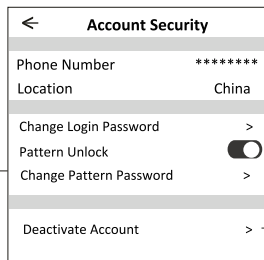 Account Security
Phone Number ********
Location China
Change Login Password >
Pattern Unlock
Change Pattern Password >
Deactivate Account >